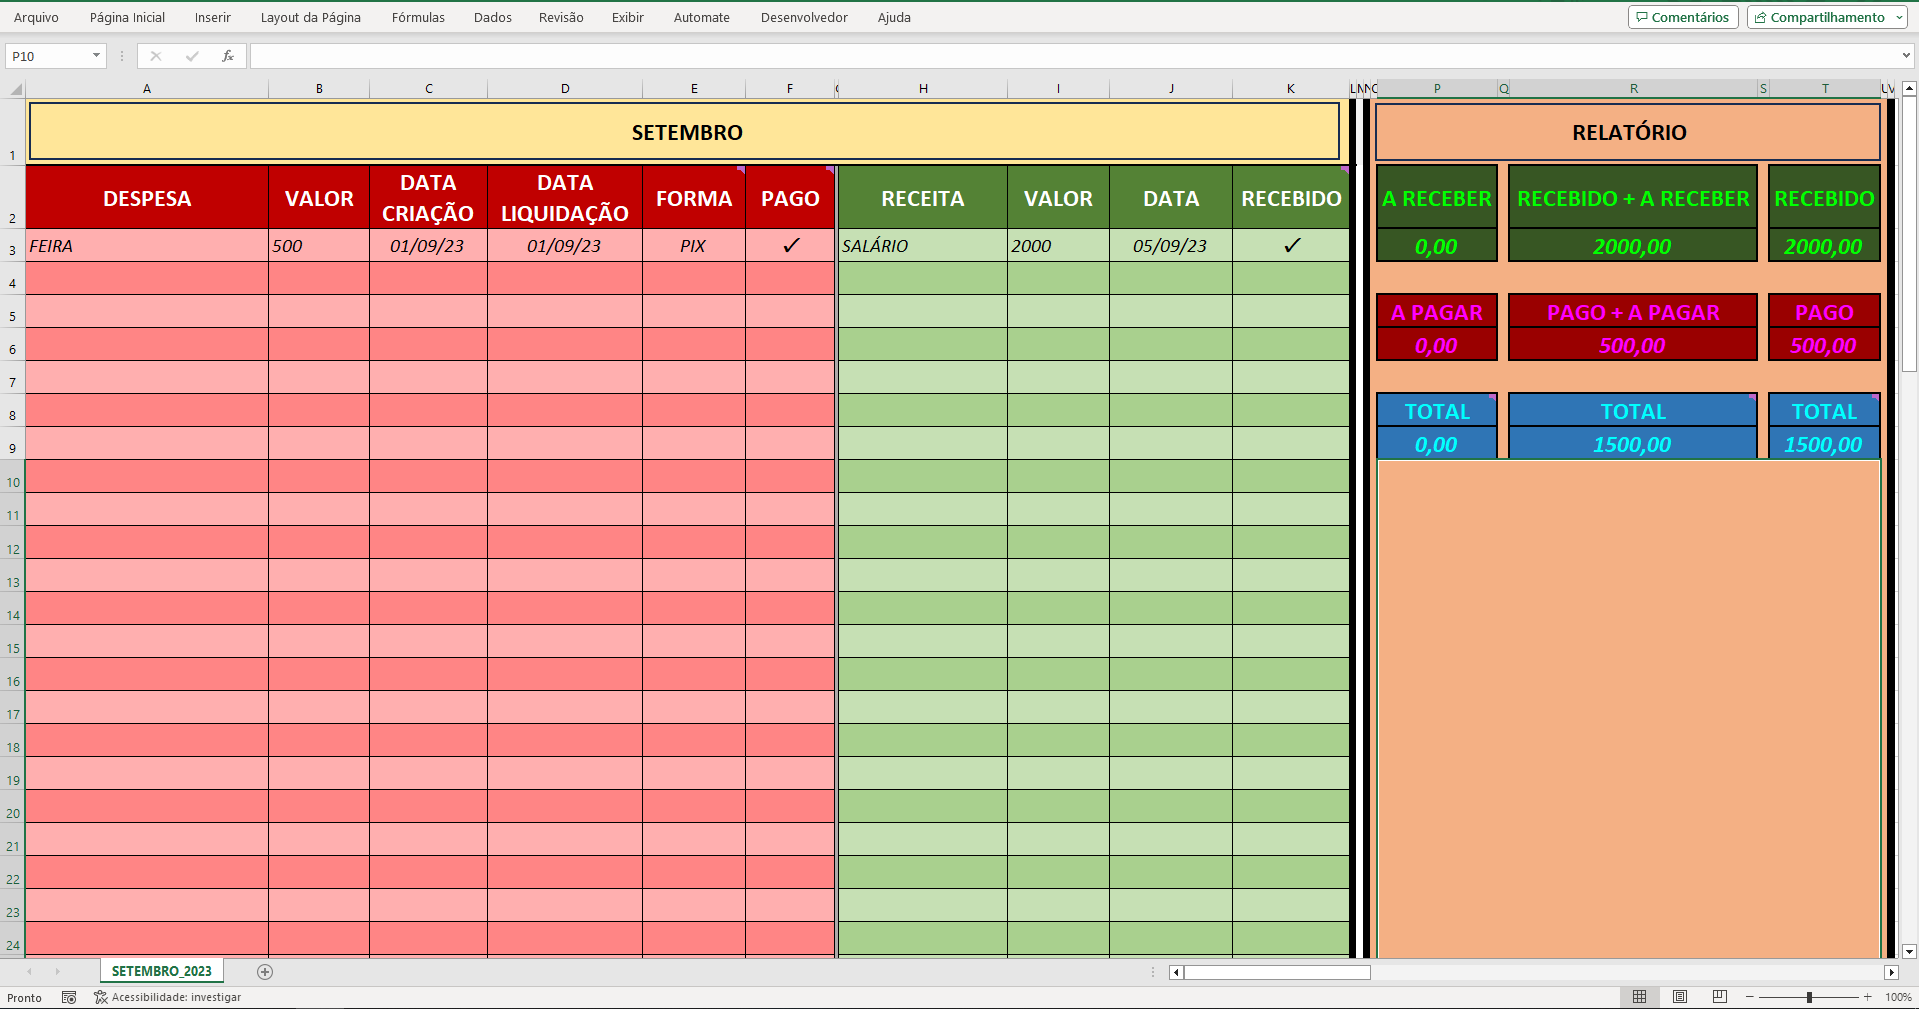 Arquivo Página Inicial Inserir Layout da Página Fórmulas Dados Revisão Exibir Automate Desenvolvedor Ajuda Comentários Compartilhamento
P10 fx
A B C D E F H I J K L M N O P Q R S T U V
1 SETEMBRO RELATÓRIO
2 DESPESA VALOR DATA CRIAÇÃO DATA LIQUIDAÇÃO FORMA PAGO RECEITA VALOR DATA RECEBIDO A RECEBER RECEBIDO + A RECEBER RECEBIDO
3 FEIRA 500 01/09/23 01/09/23 PIX ✓ SALÁRIO 2000 05/09/23 ✓ 0,00 2000,00 2000,00
4
5 A PAGAR PAGO + A PAGAR PAGO
6 0,00 500,00 500,00
7
8 TOTAL TOTAL TOTAL
9 0,00 1500,00 1500,00
10
11
12
13
14
15
16
17
18
19
20
21
22
23
24
SETEMBRO_2023
Pronto Acessibilidade: investigar 100%